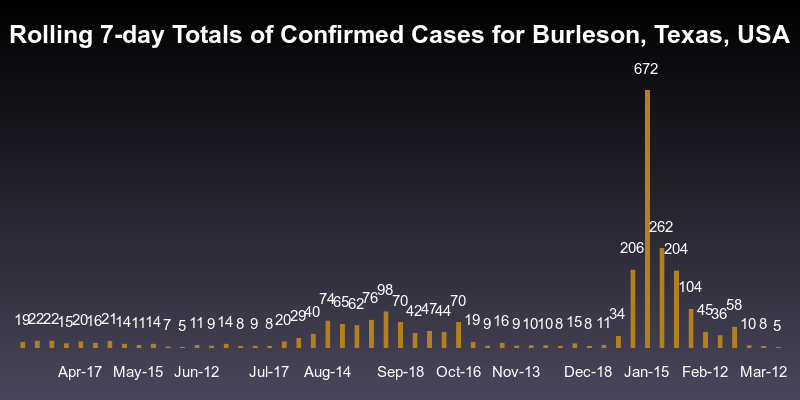 Rolling 7-day Totals of Confirmed Cases for Burleson, Texas, USA
672
262
206 204
104
98
74 65 62 76 70 70 58
19 22 22 15 20 16 21 14 11 14 7 5 11 9 14 8 9 8 20 29 40 42 47 44 19 9 16 9 10 10 8 15 8 11 34 45 36 10 8 5
Apr-17 May-15 Jun-12 Jul-17 Aug-14 Sep-18 Oct-16 Nov-13 Dec-18 Jan-15 Feb-12 Mar-12